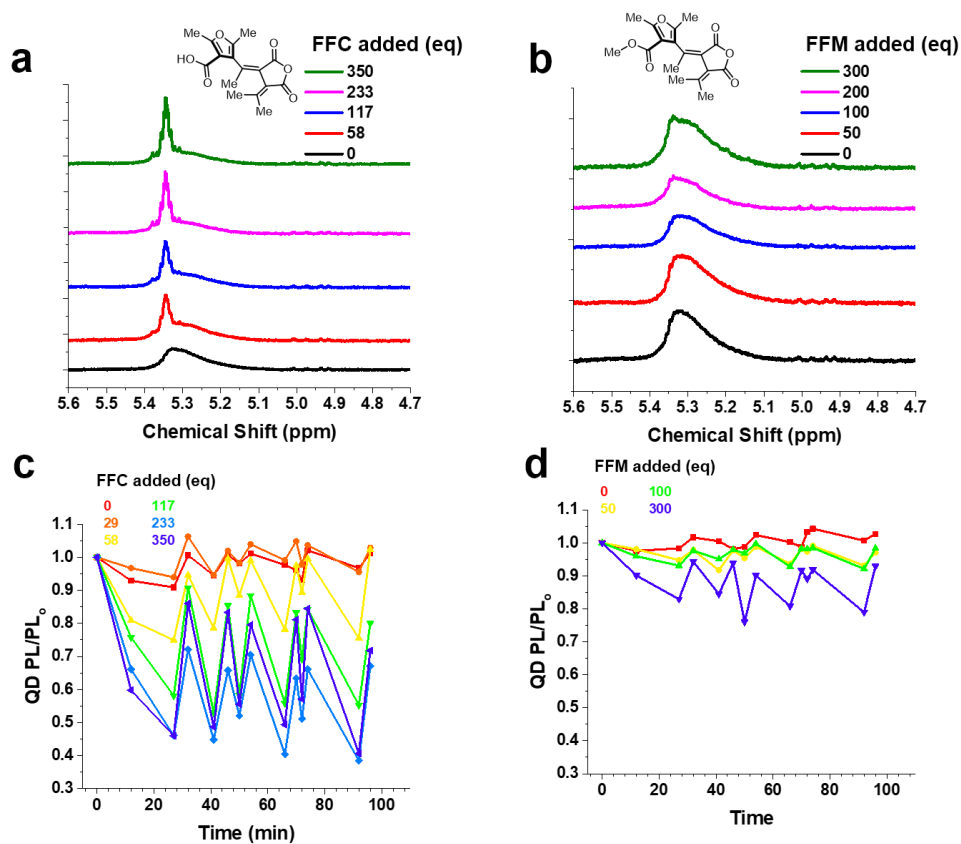 a
Me
O
Me
HO
O
Me
O
O
O
Me
Me
FFC added (eq)
350
233
117
58
0
5.6 5.5 5.4 5.3 5.2 5.1 5.0 4.9 4.8 4.7
Chemical Shift (ppm)
b
Me
O
Me
Me
O
O
Me
O
O
O
Me
Me
FFM added (eq)
300
200
100
50
0
5.6 5.5 5.4 5.3 5.2 5.1 5.0 4.9 4.8 4.7
Chemical Shift (ppm)
c
FFC added (eq)
0 117
29 233
58 350
QD PL/PLo
1.1
1.0
0.9
0.8
0.7
0.6
0.5
0.4
0.3
0 20 40 60 80 100
Time (min)
d
FFM added (eq)
0 100
50 300
QD PL/PLo
1.1
1.0
0.9
0.8
0.7
0.6
0.5
0.4
0.3
0 20 40 60 80 100
Time